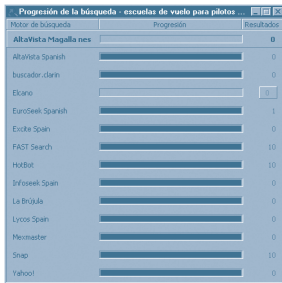 Progresión de la búsqueda - escuelas de vuelo para pilotos ...
Motor de búsqueda Progresión Resultados
AltaVista Magalla nes 0
AltaVista Spanish 0
buscador.clarin 0
Elcano 0
EuroSeek Spanish 1
Excite Spain 0
FAST Search 10
HotBot 10
Infoseek Spain 0
La Brújula 0
Lycos Spain 0
Mexmaster 0
Snap 10
Yahoo! 0